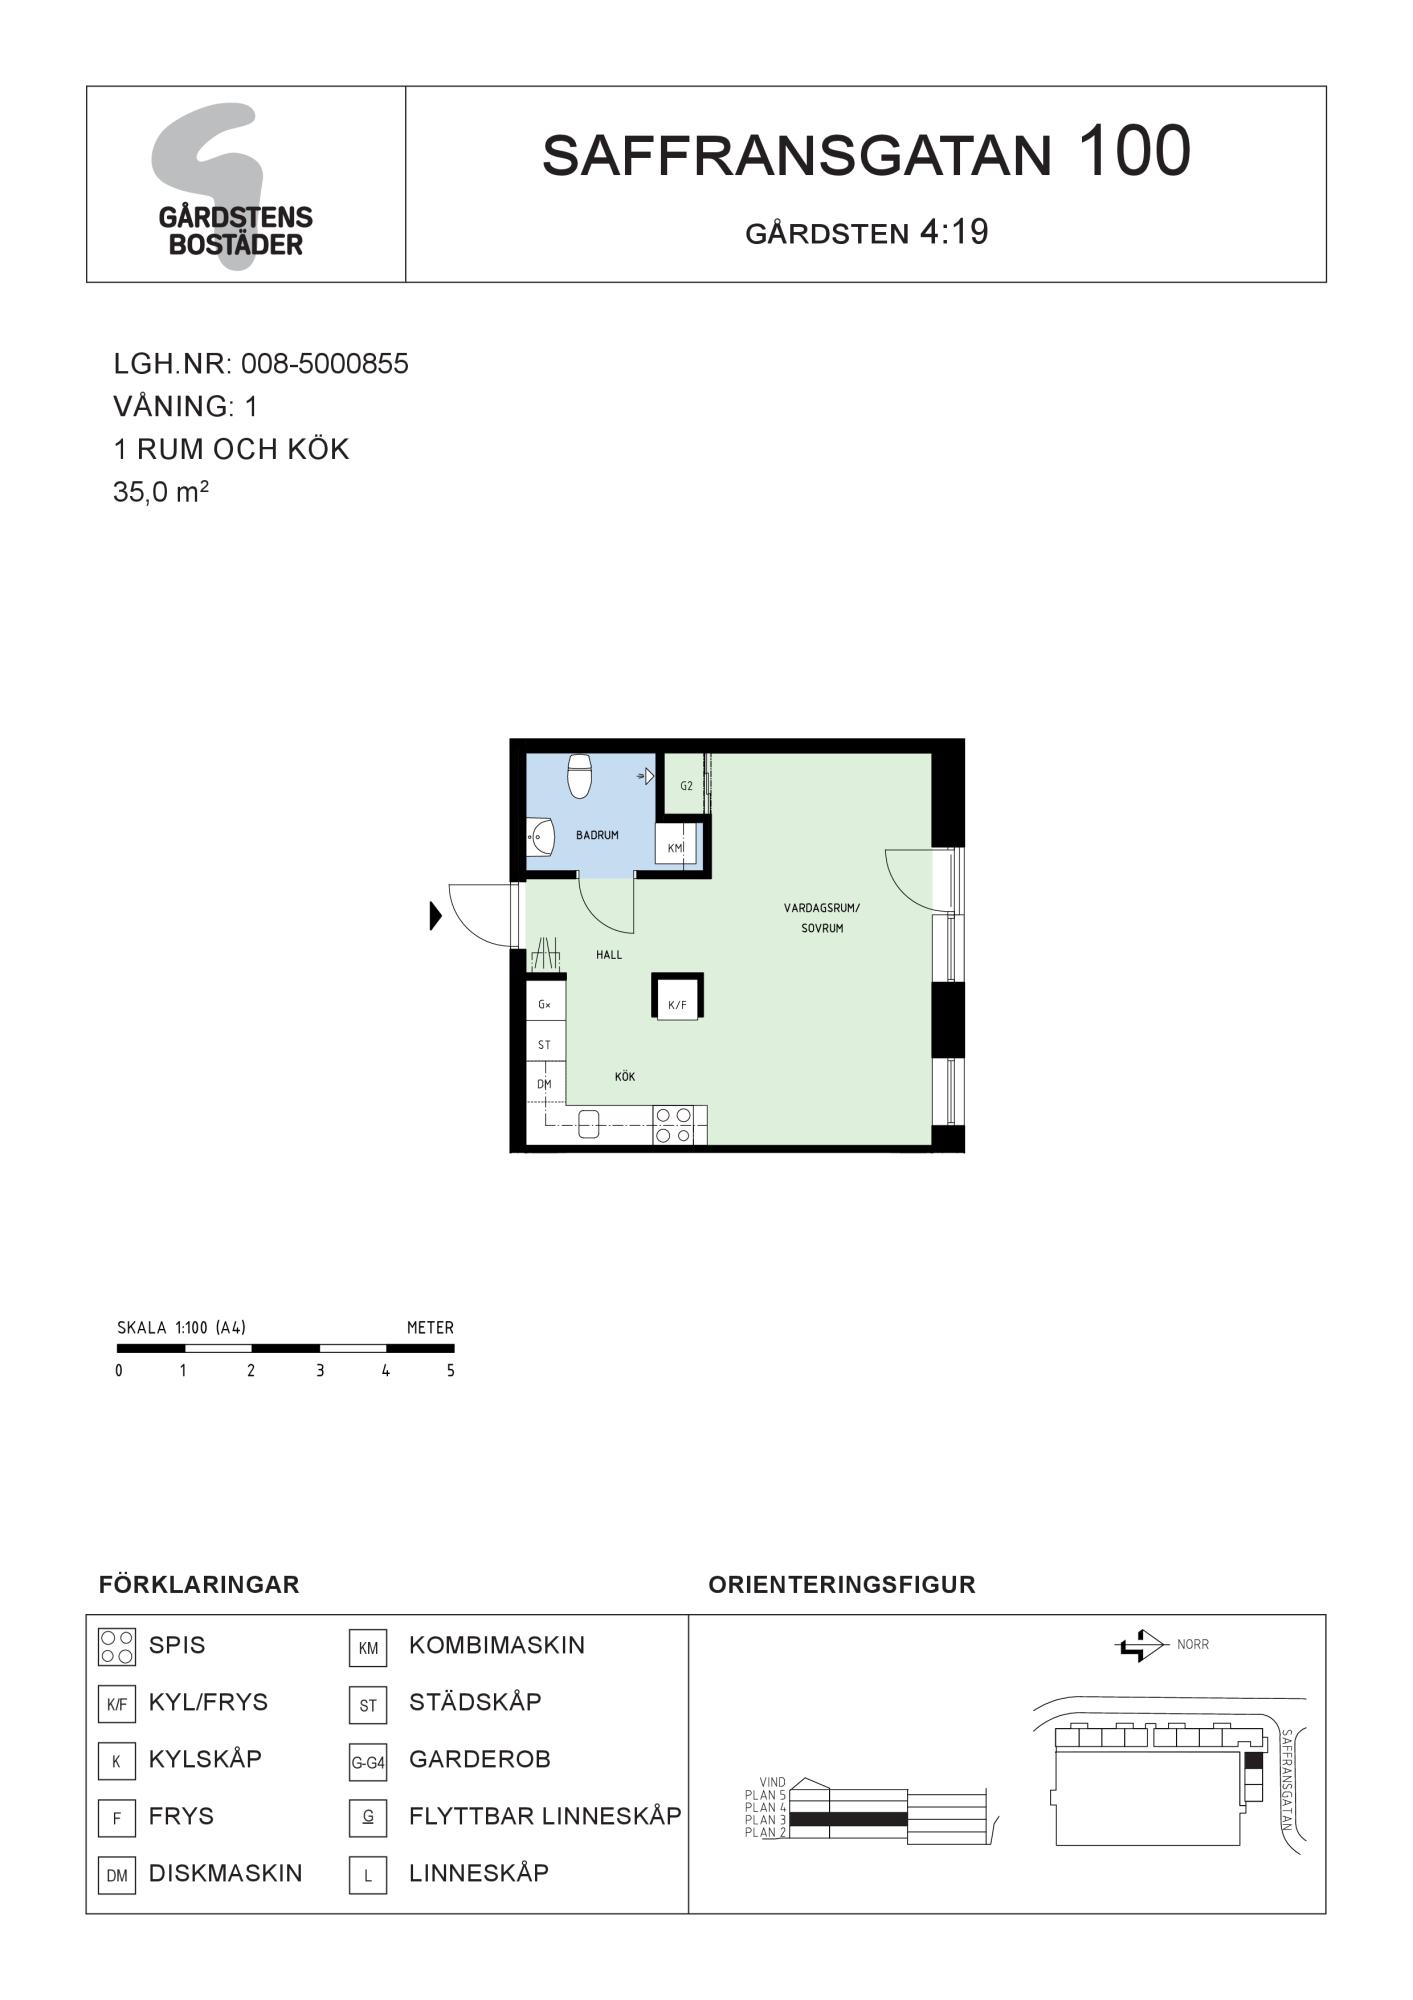 GÅRDSTENS
BOSTÄDER
SAFFRANSGATAN 100
GÅRDSTEN 4:19
LGH.NR: 008-5000855
VÅNING: 1
1 RUM OCH KÖK
35,0 m²
G2
BADRUM
KM
VARDAGSRUM/
SOVRUM
HALL
G×
K/F
ST
KÖK
DM
SKALA 1:100 (A4) METER
0 1 2 3 4 5
FÖRKLARINGAR
SPIS
K/F KYL/FRYS
K KYLSKÅP
F FRYS
DM DISKMASKIN
KM KOMBIMASKIN
ST STÄDSKÅP
G-G4 GARDEROB
G FLYTTBAR LINNESKÅP
L LINNESKÅP
ORIENTERINGSFIGUR
NORR
SAFFRANSGATAN
VIND
PLAN 5
PLAN 4
PLAN 3
PLAN 2